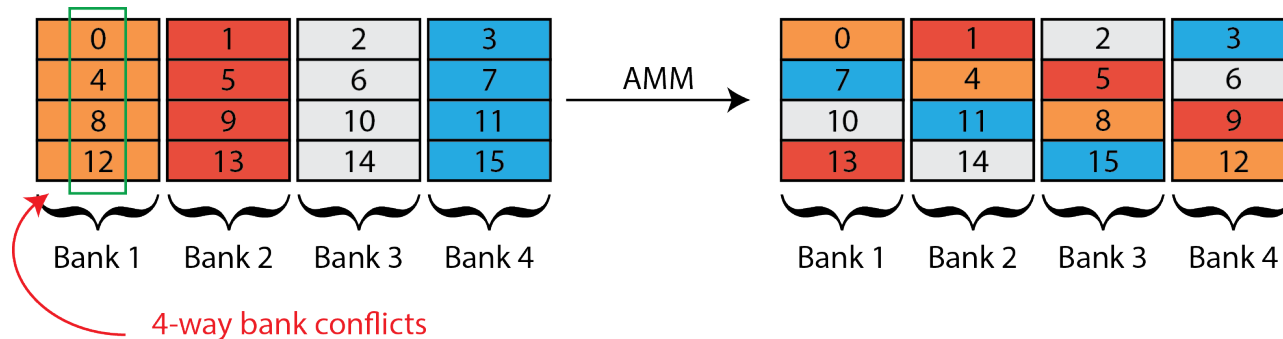 0 1 2 3
4 5 6 7
8 9 10 11
12 13 14 15
Bank 1 Bank 2 Bank 3 Bank 4
4-way bank conflicts
AMM
0 1 2 3
7 4 5 6
10 11 8 9
13 14 15 12
Bank 1 Bank 2 Bank 3 Bank 4